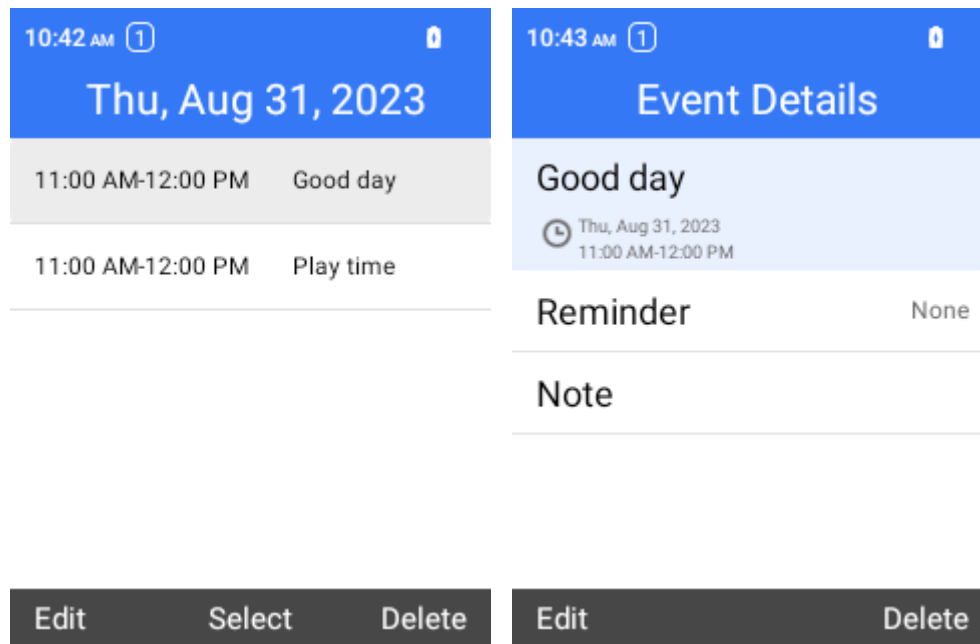 10:42 AM 1
Thu, Aug 31, 2023
11:00 AM-12:00 PM Good day
11:00 AM-12:00 PM Play time
Edit Select Delete
10:43 AM 1
Event Details
Good day
Thu, Aug 31, 2023
11:00 AM-12:00 PM
Reminder None
Note
Edit Delete